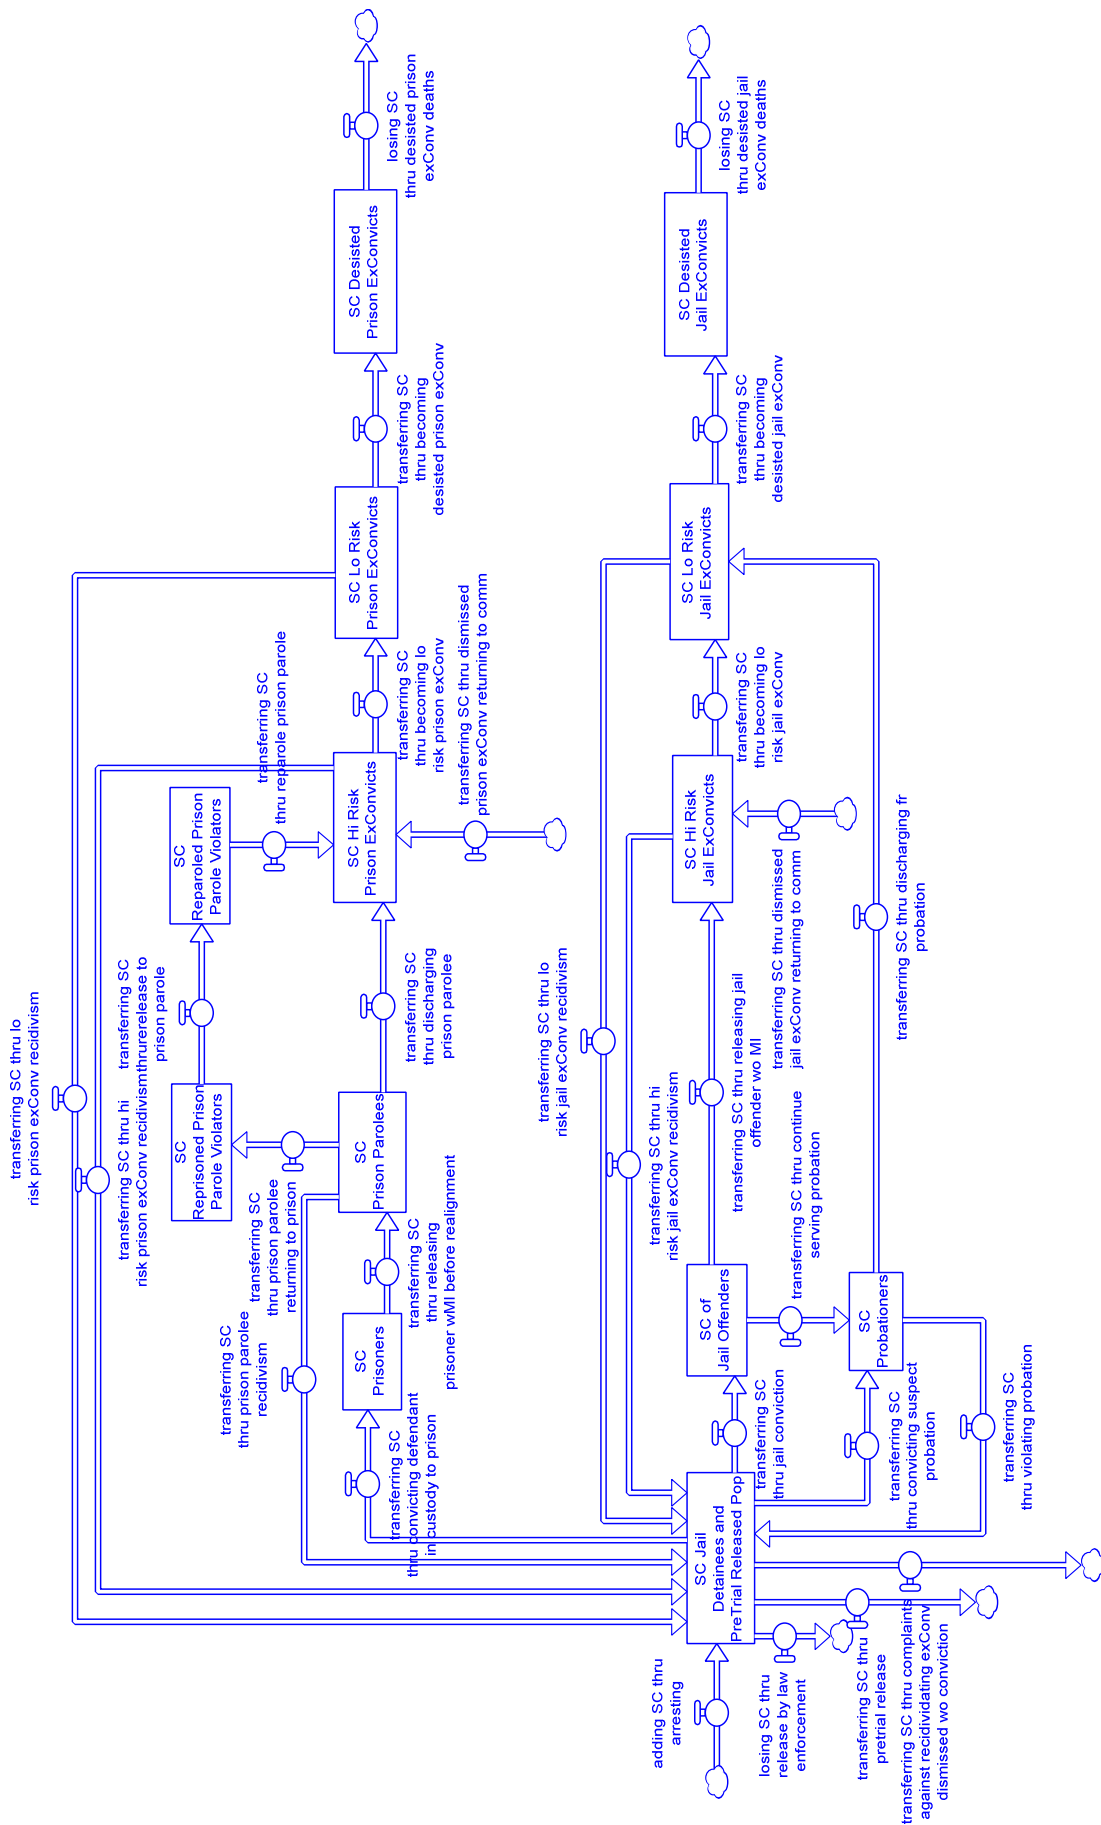 transferring SC thru lo
risk prison exConv recidivism
transferring SC thru hi
risk prison exConv recidivism
transferring SC
thrurerelease to
prison parole
SC
Reprisoned Prison
Parole Violators
SC
Reparoled Prison
Parole Violators
transferring SC
thru reparole prison parole
transferring SC
thru prison parolee
recidivism
transferring SC
thru prison parolee
returning to prison
SC
Prisoners
SC
Prison Parolees
SC Hi Risk
Prison ExConvicts
SC Lo Risk
Prison ExConvicts
SC Desisted
Prison ExConvicts
transferring SC
thru convicting defendant
in custody to prison
transferring SC
thru releasing
prisoner wMI before realignment
transferring SC
thru discharging
prison parolee
transferring SC
thru becoming lo
risk prison exConv
transferring SC thru dismissed
prison exConv returning to comm
transferring SC
thru becoming
desisted prison exConv
losing SC
thru desisted prison
exConv deaths
transferring SC thru lo
risk jail exConv recidivism
transferring SC thru hi
risk jail exConv recidivism
adding SC thru
arresting
SC Jail
Detainees and
PreTrial Released Pop
SC of
Jail Offenders
SC Hi Risk
Jail ExConvicts
SC Lo Risk
Jail ExConvicts
SC Desisted
Jail ExConvicts
transferring SC
thru jail conviction
transferring SC thru releasing jail
offender wo MI
transferring SC
thru becoming lo
risk jail exConv
transferring SC
thru becoming
desisted jail exConv
losing SC
thru desisted jail
exConv deaths
losing SC thru
release by law
enforcement
transferring SC thru continue
serving probation
transferring SC thru dismissed
jail exConv returning to comm
transferring SC thru
pretrial release
SC
Probationers
transferring SC
thru convicting suspect
probation
transferring SC thru discharging fr
probation
transferring SC thru complaints
against recidividating exConv
dismissed wo conviction
transferring SC
thru violating probation